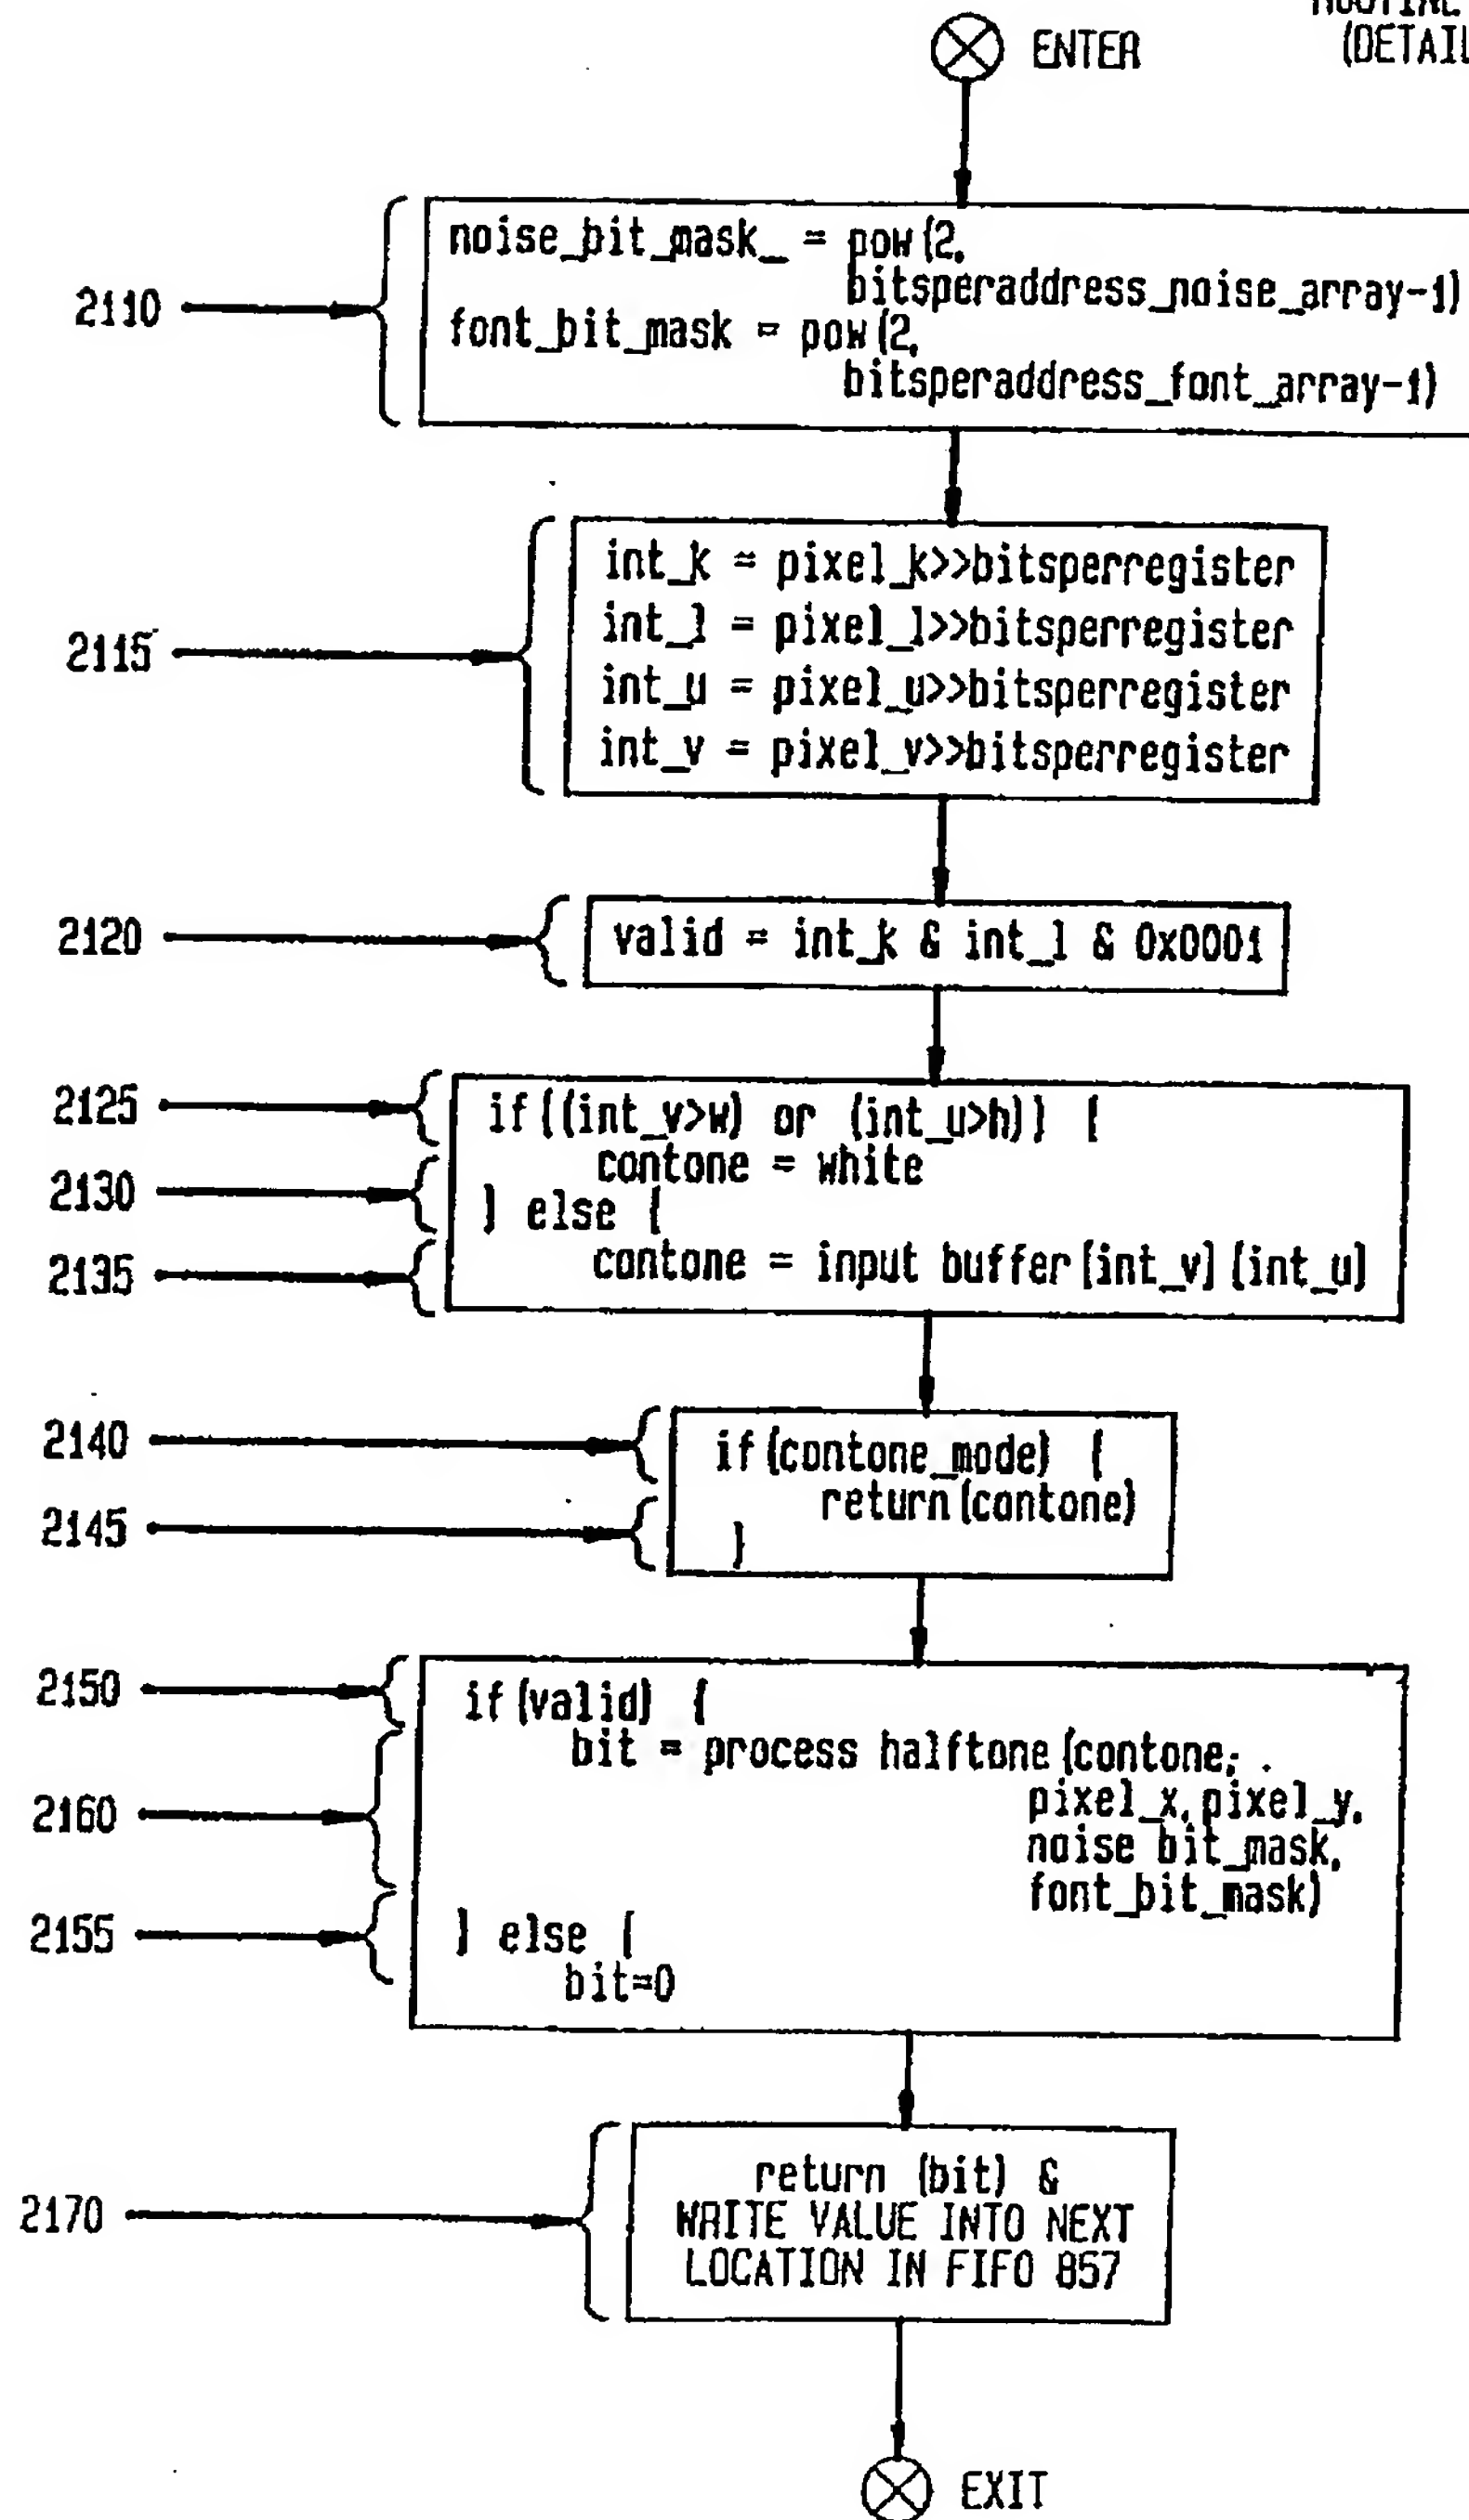 ENTER
(DETAIL
2110
noise_bit_mask_ = pow(2,
bitsperaddress_noise_array-1)
font_bit_mask = pow(2,
bitsperaddress_font_array-1)
2115
int_k = pixel_k>>bitsperregister
int_l = pixel_l>>bitsperregister
int_u = pixel_u>>bitsperregister
int_v = pixel_v>>bitsperregister
2120
valid = int_k & int_l & 0x0001
2125
if((int_v>w) or (int_u>h)) {
contone = white
2130
} else {
2135
contone = input buffer[int_v][int_u]
2140
if(contone_mode) {
return(contone)
2145
}
2150
if(valid) {
bit = process halftone(contone,
pixel_x,pixel_y,
2160
noise bit_mask,
font_bit_mask)
2155
} else {
bit=0
return (bit) &
2170
WRITE VALUE INTO NEXT
LOCATION IN FIFO 857
EXIT